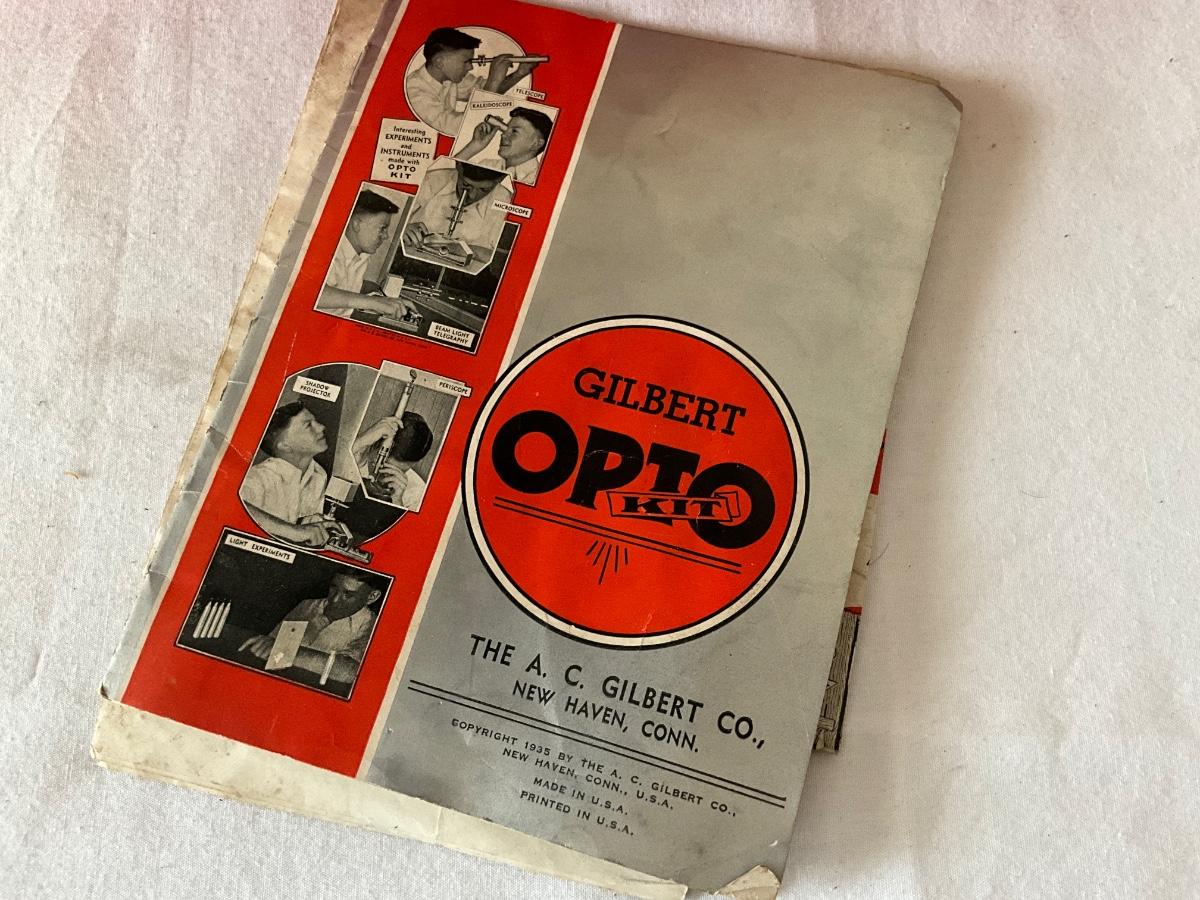 TELESCOPE
KALEIDOSCOPE
Interesting
EXPERIMENTS
and
INSTRUMENTS
made with
OPTO
KIT
MICROSCOPE
BEAM LIGHT
TELEGRAPHY
SHADOW
PROJECTOR
PERISCOPE
LIGHT EXPERIMENTS
GILBERT
OPTO
KIT
THE A. C. GILBERT CO.,
NEW HAVEN, CONN.
COPYRIGHT 1935 BY THE A. C. GILBERT CO.,
NEW HAVEN, CONN., U.S.A.
MADE IN U.S.A.
PRINTED IN U.S.A.